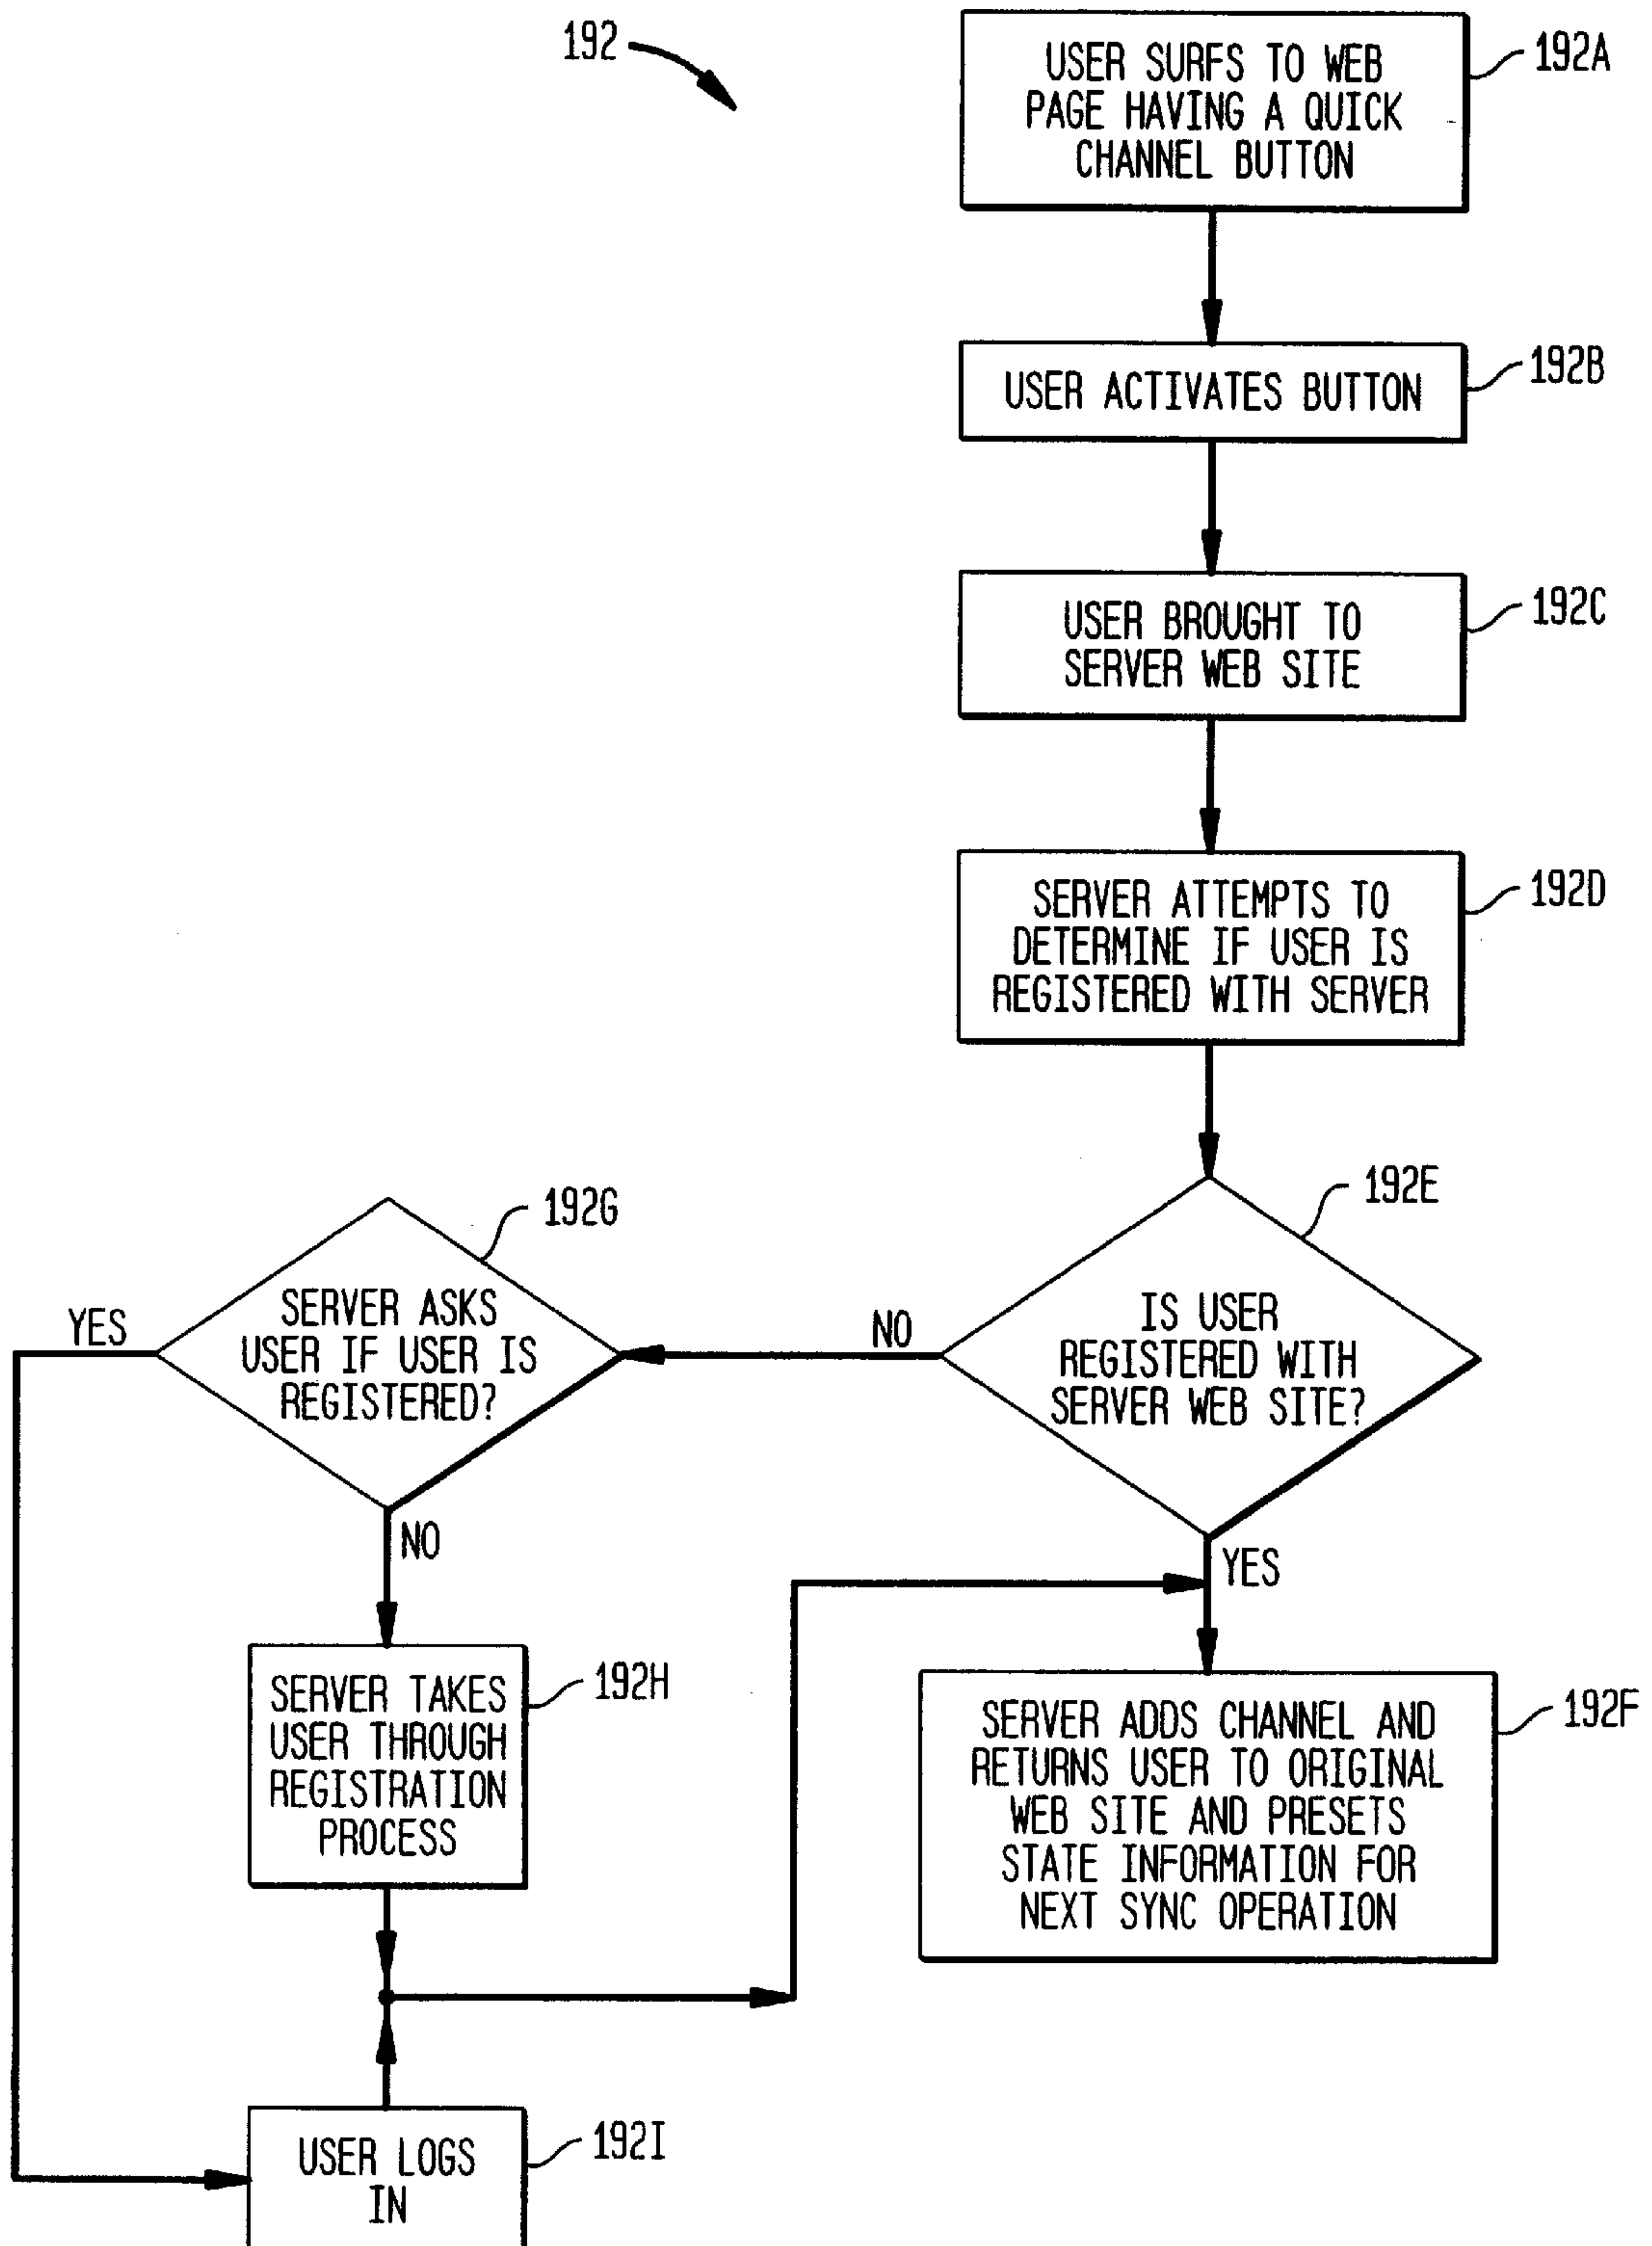 192
USER SURFS TO WEB
PAGE HAVING A QUICK
CHANNEL BUTTON
192A
USER ACTIVATES BUTTON
192B
USER BROUGHT TO
SERVER WEB SITE
192C
SERVER ATTEMPTS TO
DETERMINE IF USER IS
REGISTERED WITH SERVER
192D
IS USER
REGISTERED WITH
SERVER WEB SITE?
192E
NO
YES
SERVER ASKS
USER IF USER IS
REGISTERED?
192G
YES
NO
SERVER TAKES
USER THROUGH
REGISTRATION
PROCESS
192H
SERVER ADDS CHANNEL AND
RETURNS USER TO ORIGINAL
WEB SITE AND PRESETS
STATE INFORMATION FOR
NEXT SYNC OPERATION
192F
USER LOGS
IN
192I